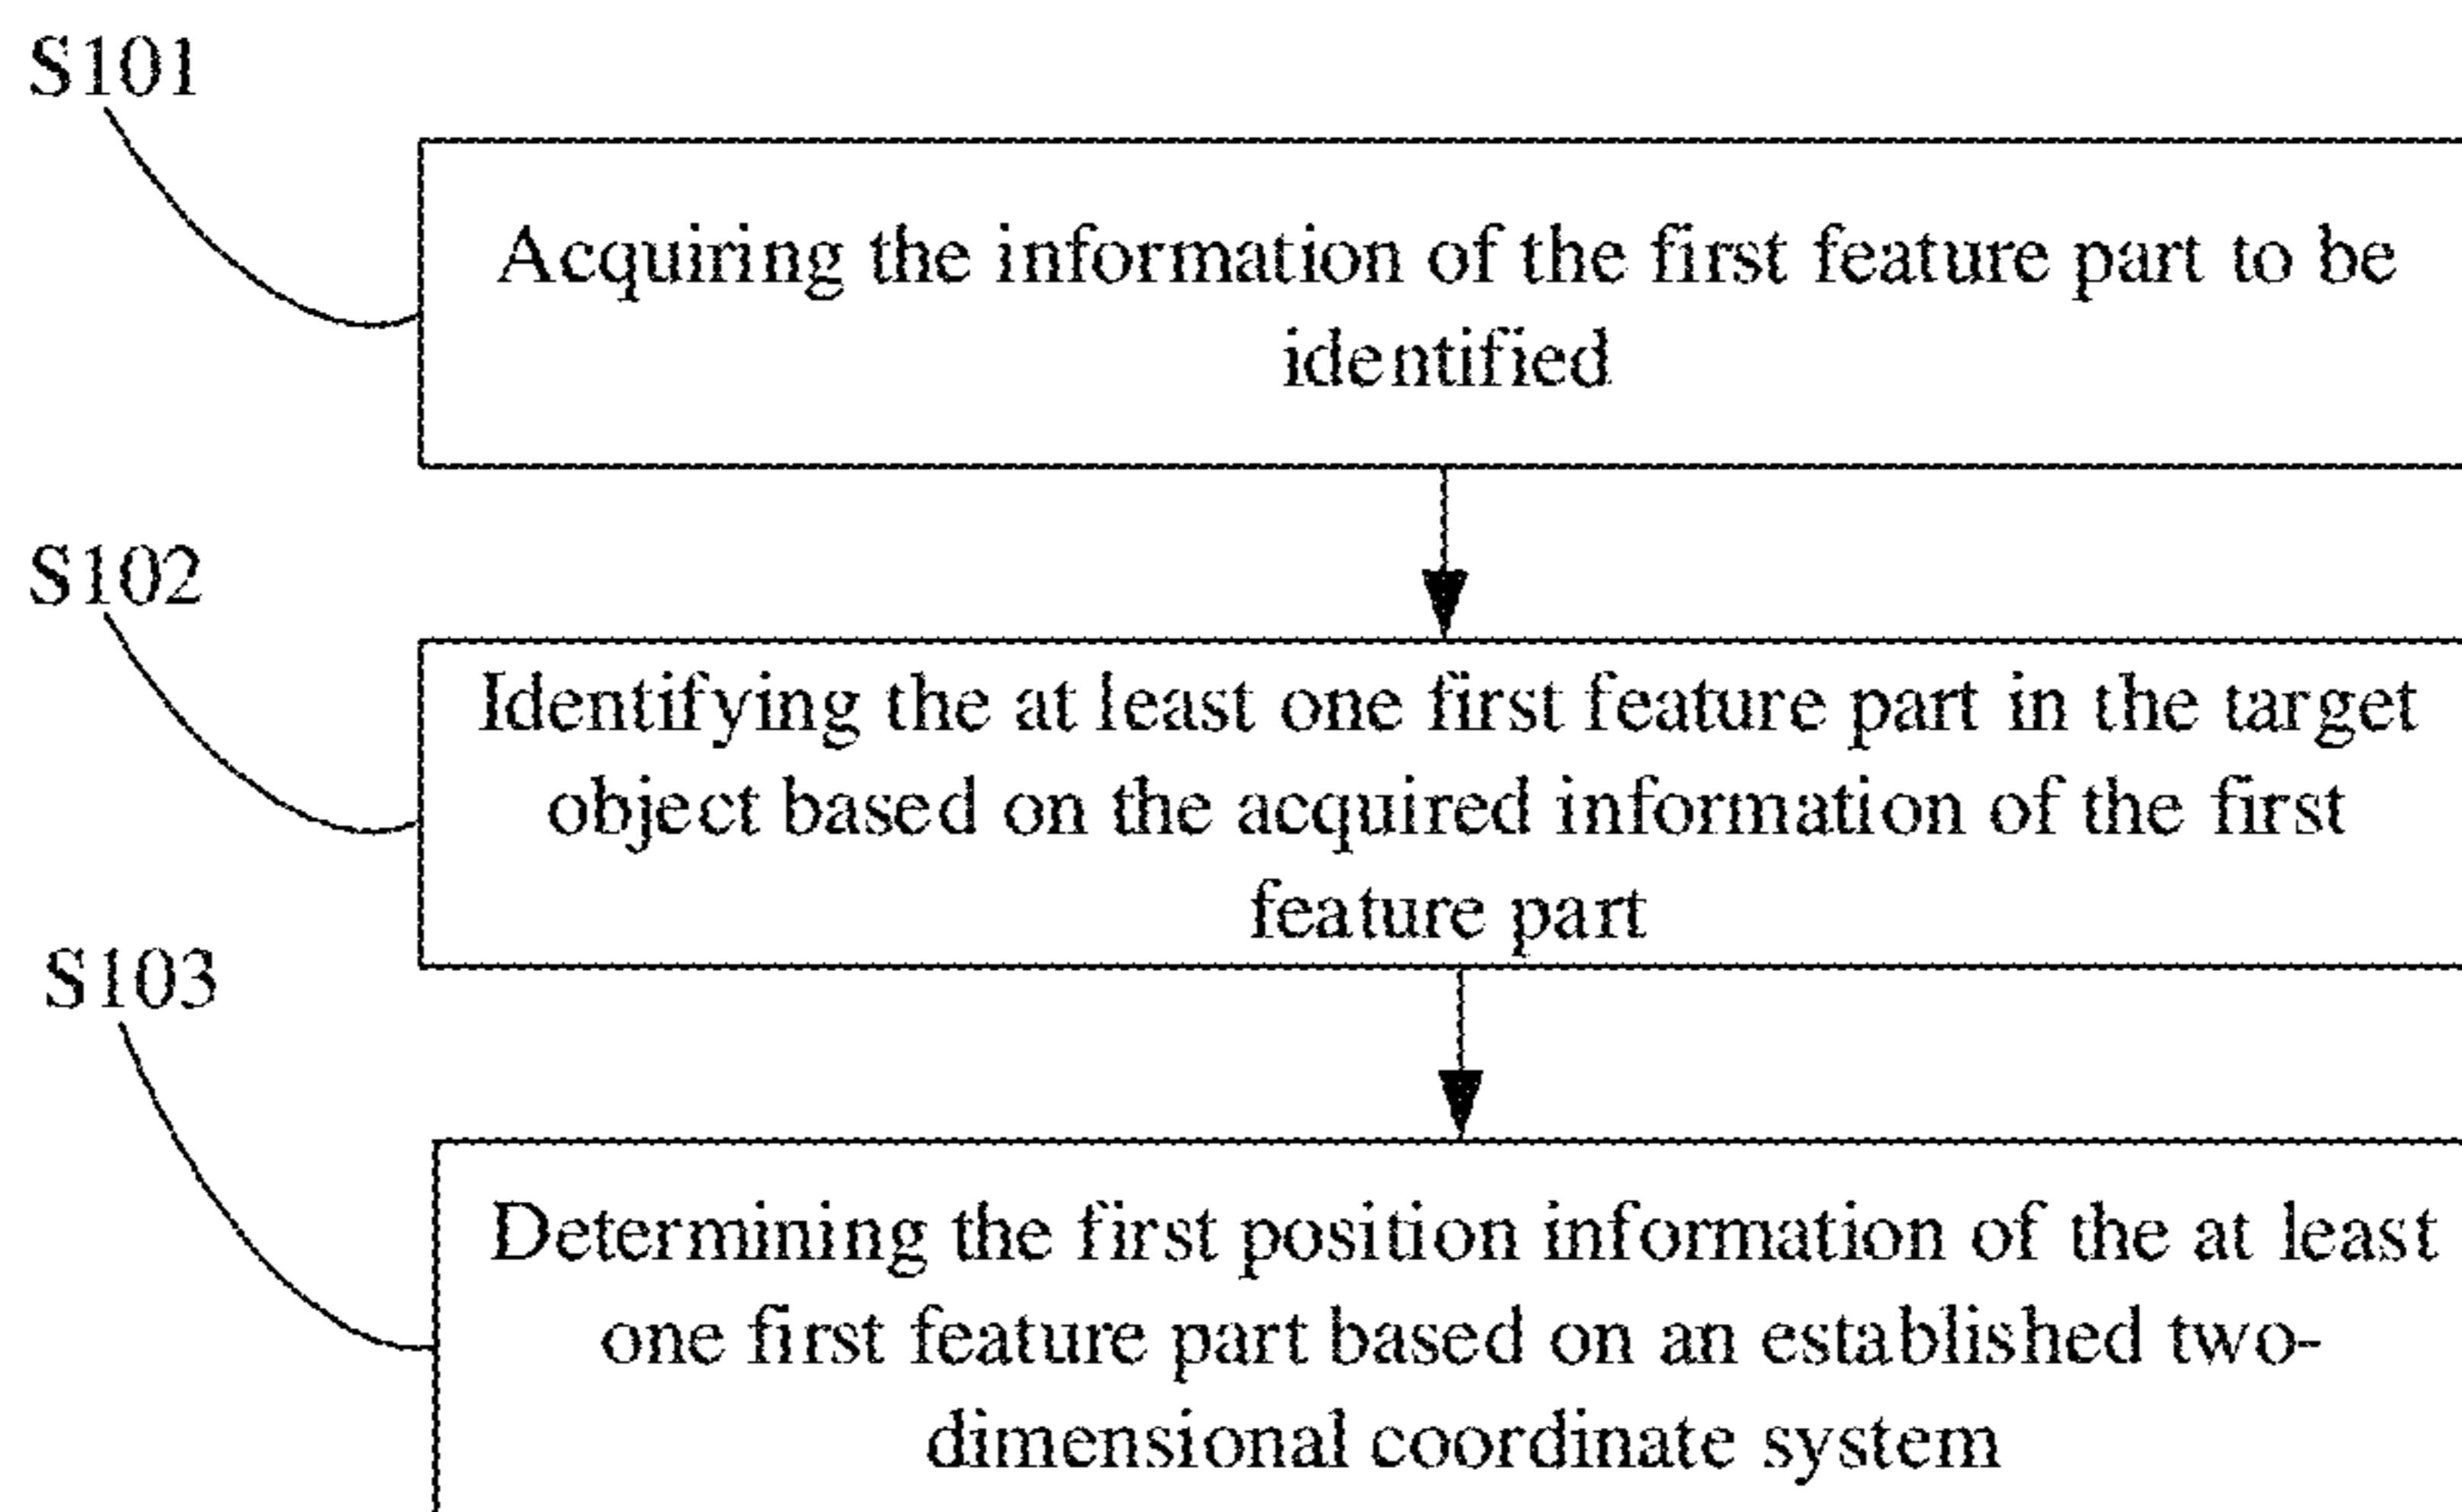 S101
Acquiring the information of the first feature part to be
identified
S102
Identifying the at least one first feature part in the target
object based on the acquired information of the first
feature part
S103
Determining the first position information of the at least
one first feature part based on an established two-
dimensional coordinate system